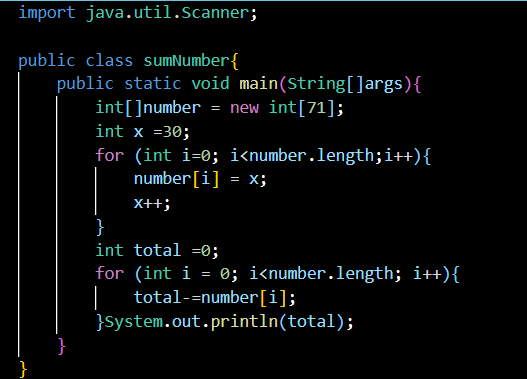 import java.util.Scanner;
public class sumNumber{
public static void main(String[]args){
int[]number = new int[71];
int x =30;
for (int i=0; i<number.length;i++){
number[i] = x;
x++;
}
int total =0;
for (int i = 0; i<number.length; i++){
total-=number[i];
}System.out.println(total);
}
}